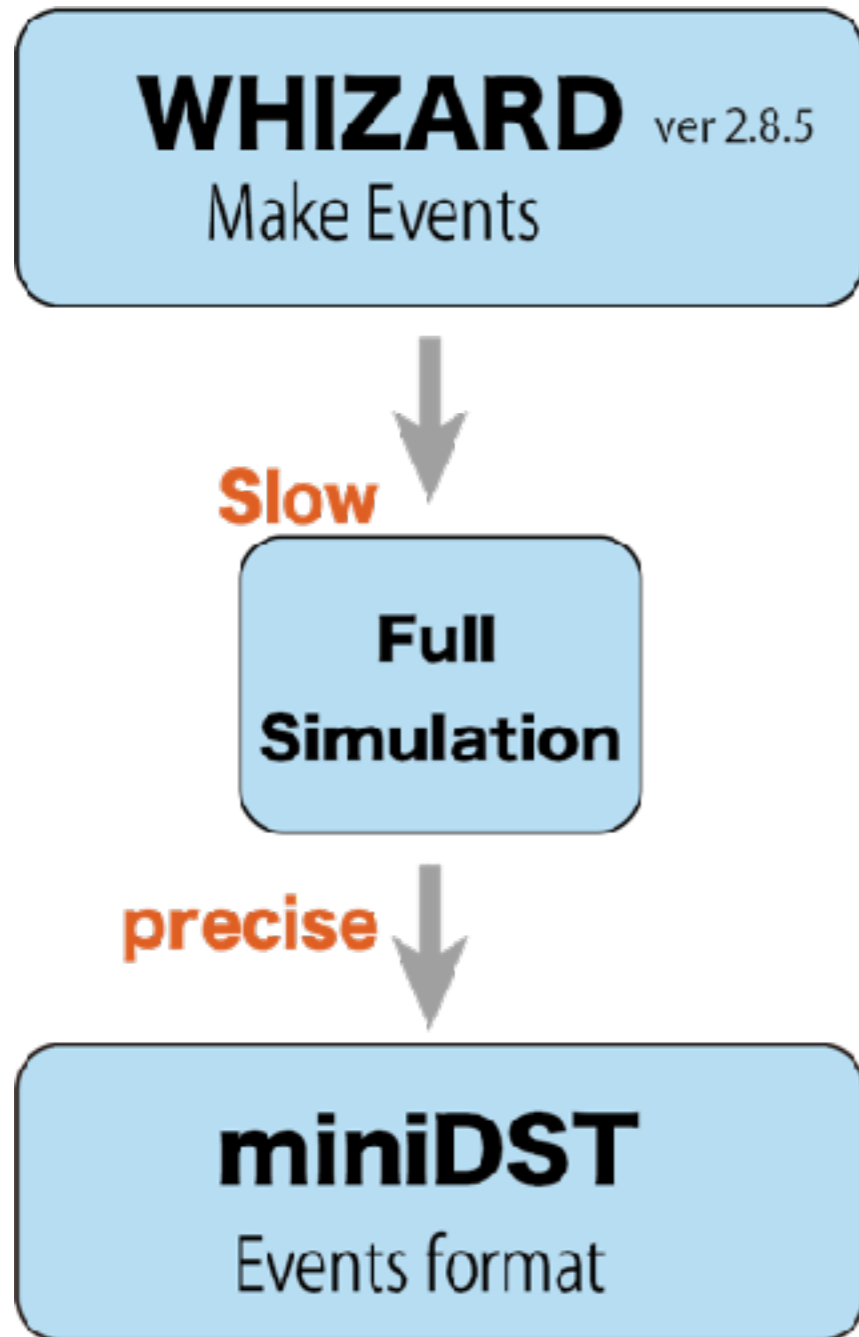 WHIZARD ver 2.8.5
Make Events
Slow
Full
Simulation
precise
miniDST
Events format